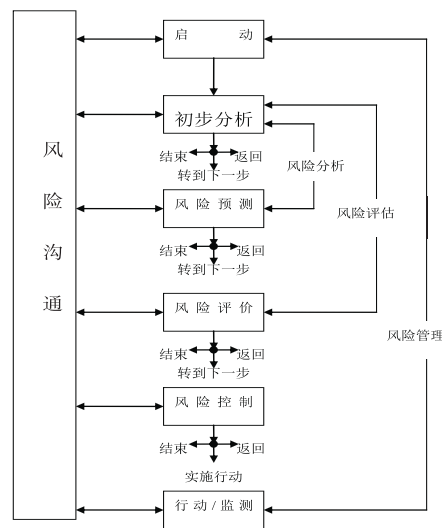 风险沟通
启动
初步分析
结束 返回
转到下一步
风险分析
风险预测
风险评估
结束 返回
转到下一步
风险评价
风险管理
结束 返回
转到下一步
风险控制
结束 返回
实施行动
行动/监测